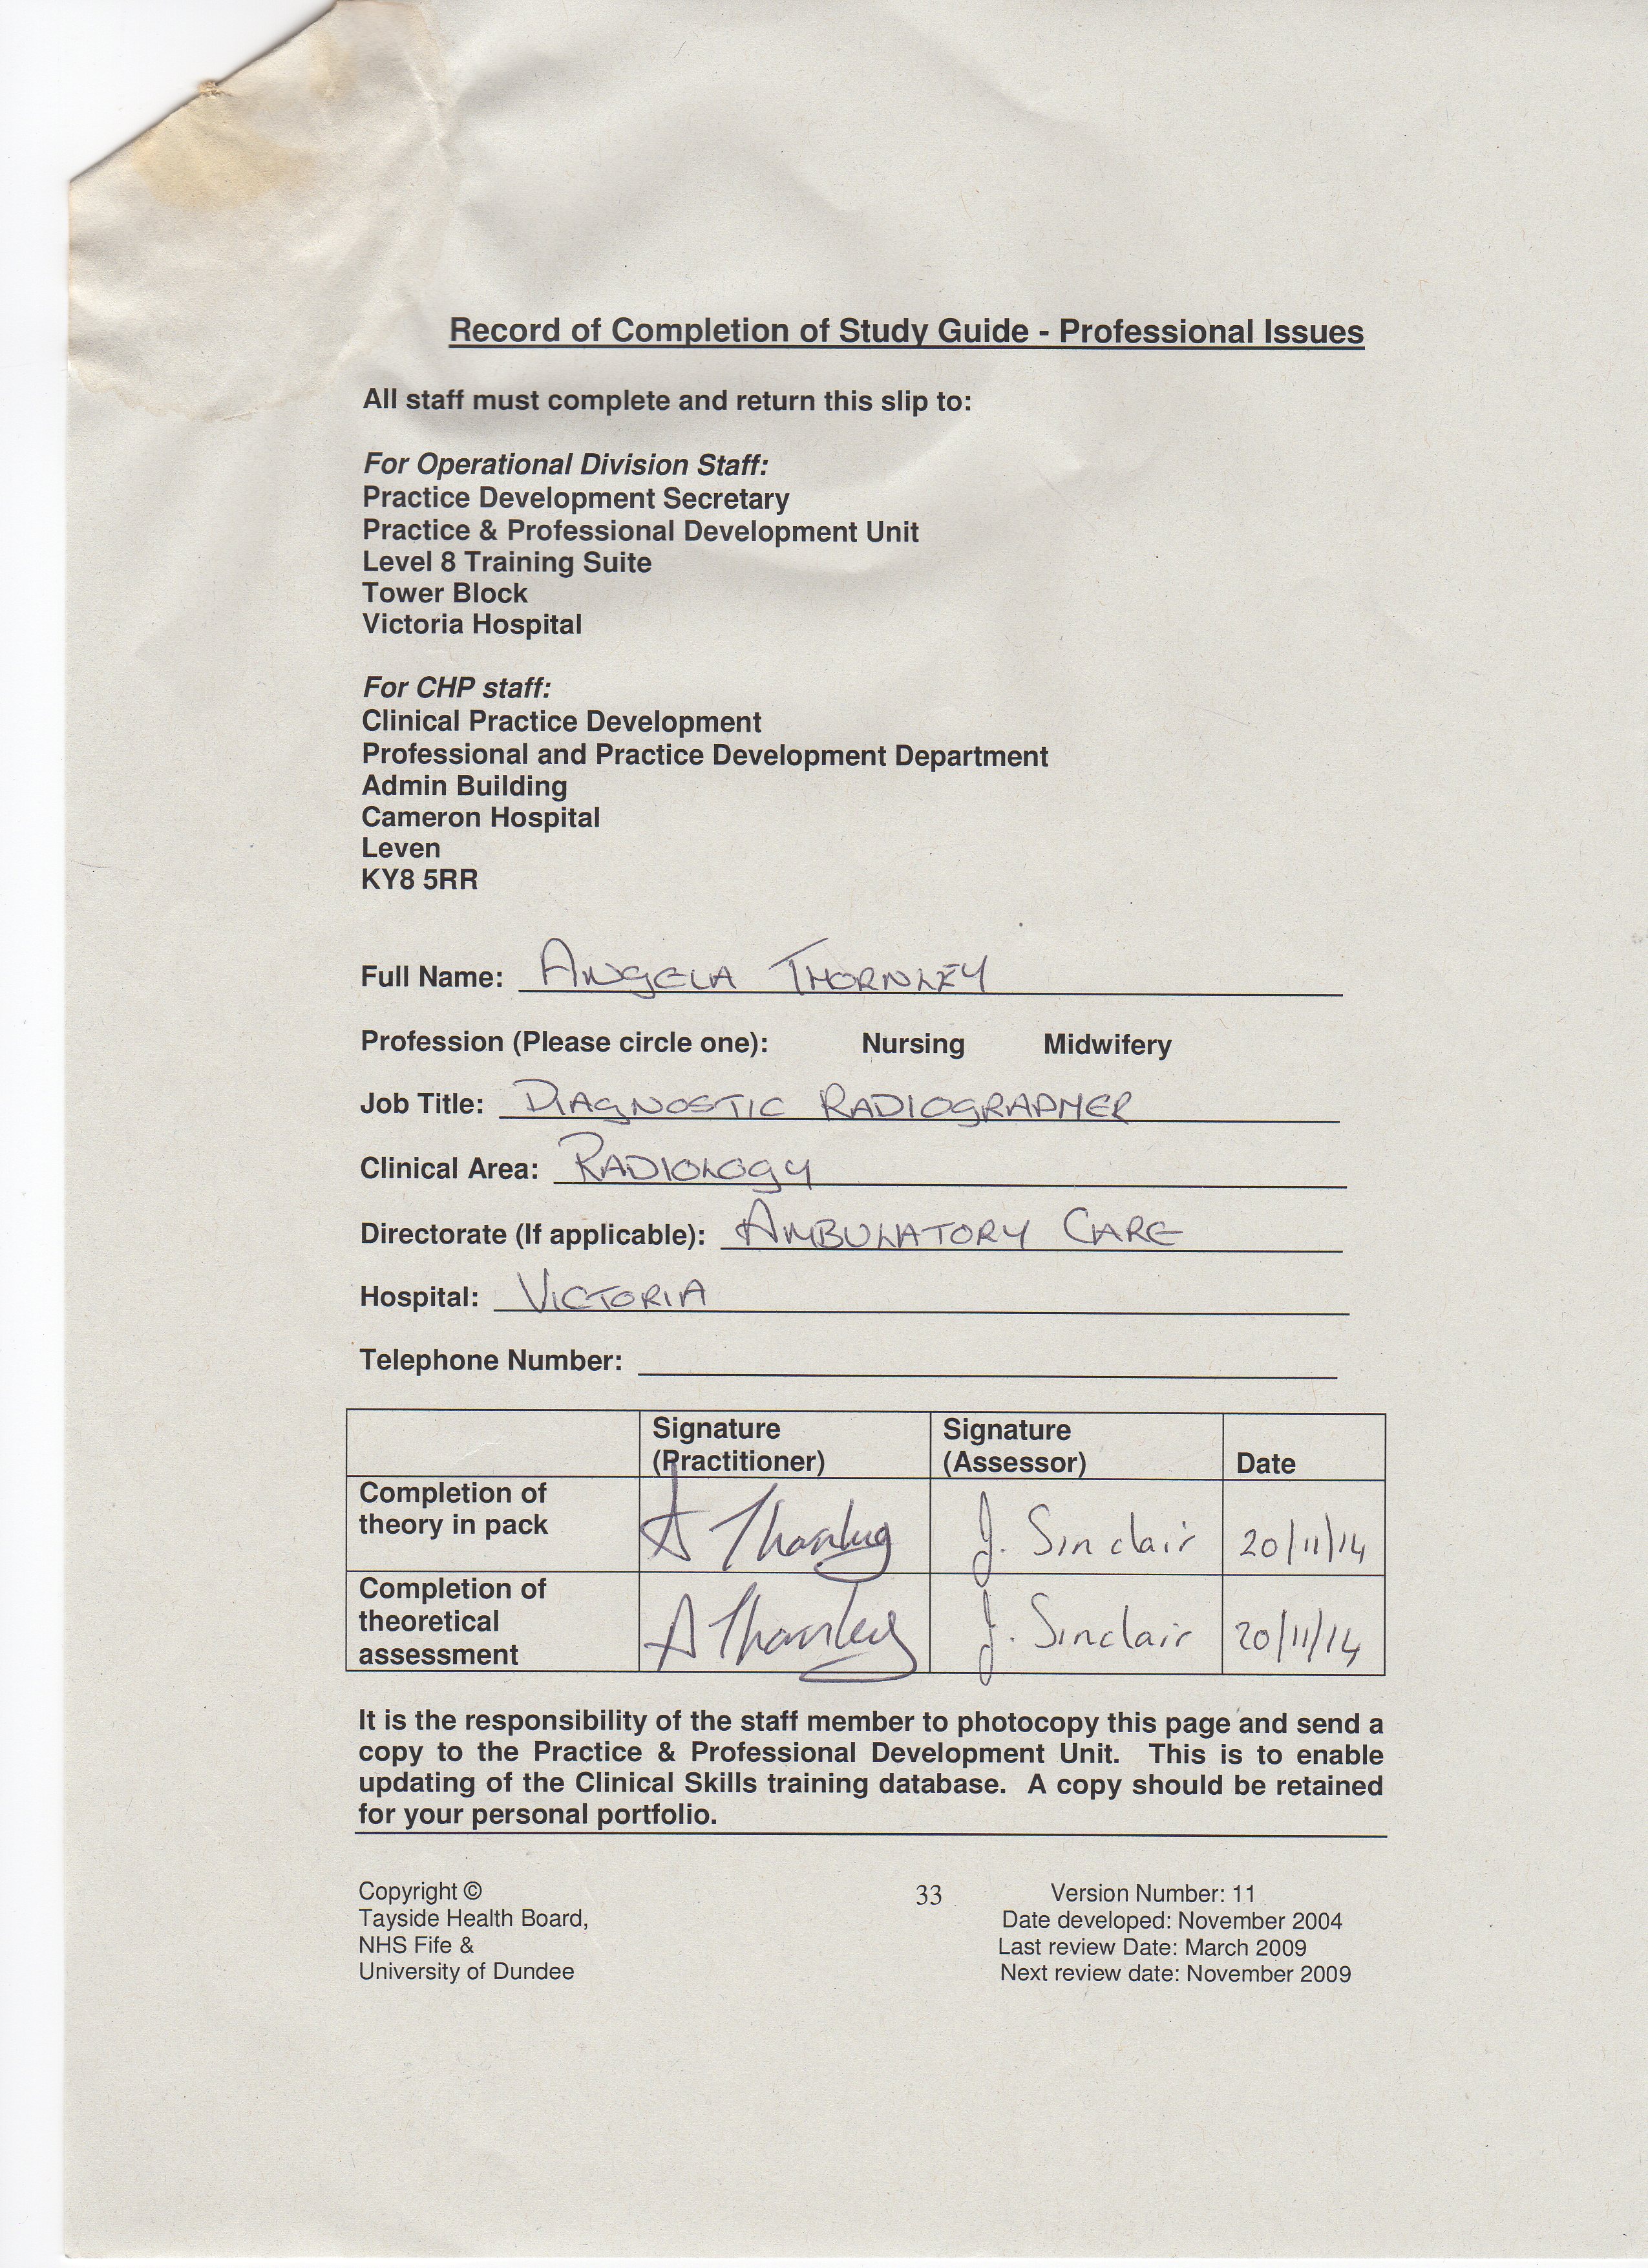 Record of Completion of Study Guide - Professional Issues
All staff must complete and return this slip to:
For Operational Division Staff:
Practice Development Secretary
Practice & Professional Development Unit
Level 8 Training Suite
Tower Block
Victoria Hospital
For CHP staff:
Clinical Practice Development
Professional and Practice Development Department
Admin Building
Cameron Hospital
Leven
KY8 5RR
Full Name: ANGELA THORNLEY
Profession (Please circle one): Nursing Midwifery
Job Title: DIAGNOSTIC RADIOGRAPHER
Clinical Area: RADIOLOGY
Directorate (If applicable): AMBULATORY CARE
Hospital: VICTORIA
Telephone Number:
Signature (Practitioner) Signature (Assessor) Date
Completion of theory in pack A Thornley J. Sinclair 20/11/14
Completion of theoretical assessment A Thornley J. Sinclair 20/11/14
It is the responsibility of the staff member to photocopy this page and send a
copy to the Practice & Professional Development Unit. This is to enable
updating of the Clinical Skills training database. A copy should be retained
for your personal portfolio.
Copyright © 33 Version Number: 11
Tayside Health Board, Date developed: November 2004
NHS Fife & Last review Date: March 2009
University of Dundee Next review date: November 2009